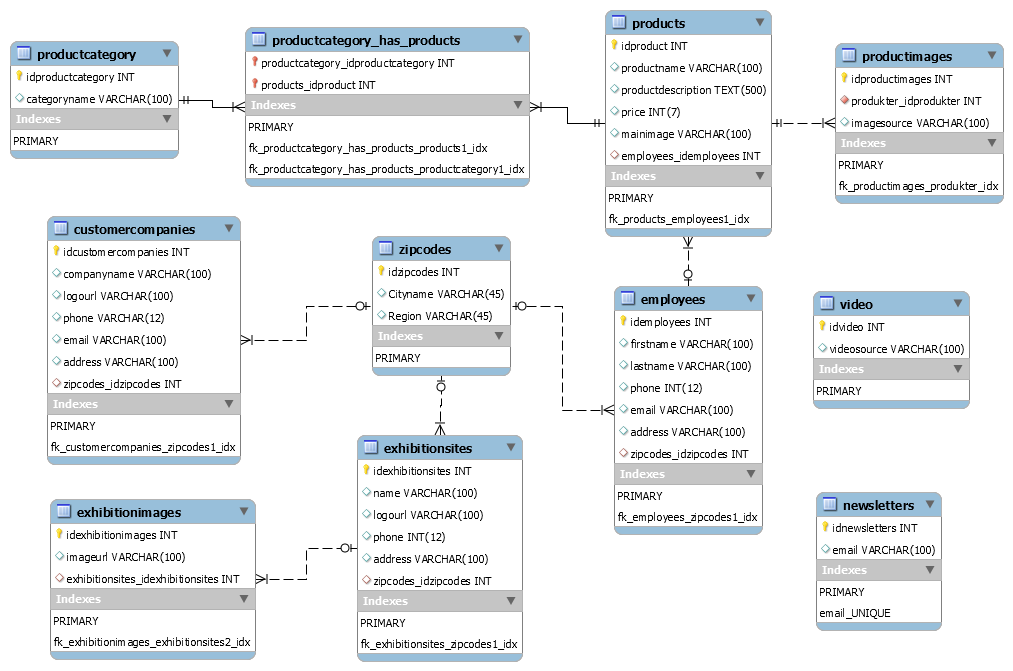 productcategory
idproductcategory INT
categoryname VARCHAR(100)
Indexes
PRIMARY
productcategory_has_products
productcategory_idproductcategory INT
products_idproduct INT
Indexes
PRIMARY
fk_productcategory_has_products_products1_idx
fk_productcategory_has_products_productcategory1_idx
products
idproduct INT
productname VARCHAR(100)
productdescription TEXT(500)
price INT(7)
mainimage VARCHAR(100)
employees_idemployees INT
Indexes
PRIMARY
fk_products_employees1_idx
productimages
idproductimages INT
produkter_idprodukter INT
imagesource VARCHAR(100)
Indexes
PRIMARY
fk_productimages_produkter_idx
customercompanies
idcustomercompanies INT
companyname VARCHAR(100)
logourl VARCHAR(100)
phone VARCHAR(12)
email VARCHAR(100)
address VARCHAR(100)
zipcodes_idzipcodes INT
Indexes
PRIMARY
fk_customercompanies_zipcodes1_idx
zipcodes
idzipcodes INT
Cityname VARCHAR(45)
Region VARCHAR(45)
Indexes
PRIMARY
employees
idemployees INT
firstname VARCHAR(100)
lastname VARCHAR(100)
phone INT(12)
email VARCHAR(100)
address VARCHAR(100)
zipcodes_idzipcodes INT
Indexes
PRIMARY
fk_employees_zipcodes1_idx
video
idvideo INT
videosource VARCHAR(100)
Indexes
PRIMARY
exhibitionimages
idexhibitionimages INT
imageurl VARCHAR(100)
exhibitionsites_idexhibitionsites INT
Indexes
PRIMARY
fk_exhibitionimages_exhibitionsites2_idx
exhibitionsites
idexhibitionsites INT
name VARCHAR(100)
logourl VARCHAR(100)
phone INT(12)
address VARCHAR(100)
zipcodes_idzipcodes INT
Indexes
PRIMARY
fk_exhibitionsites_zipcodes1_idx
newsletters
idnewsletters INT
email VARCHAR(100)
Indexes
PRIMARY
email_UNIQUE